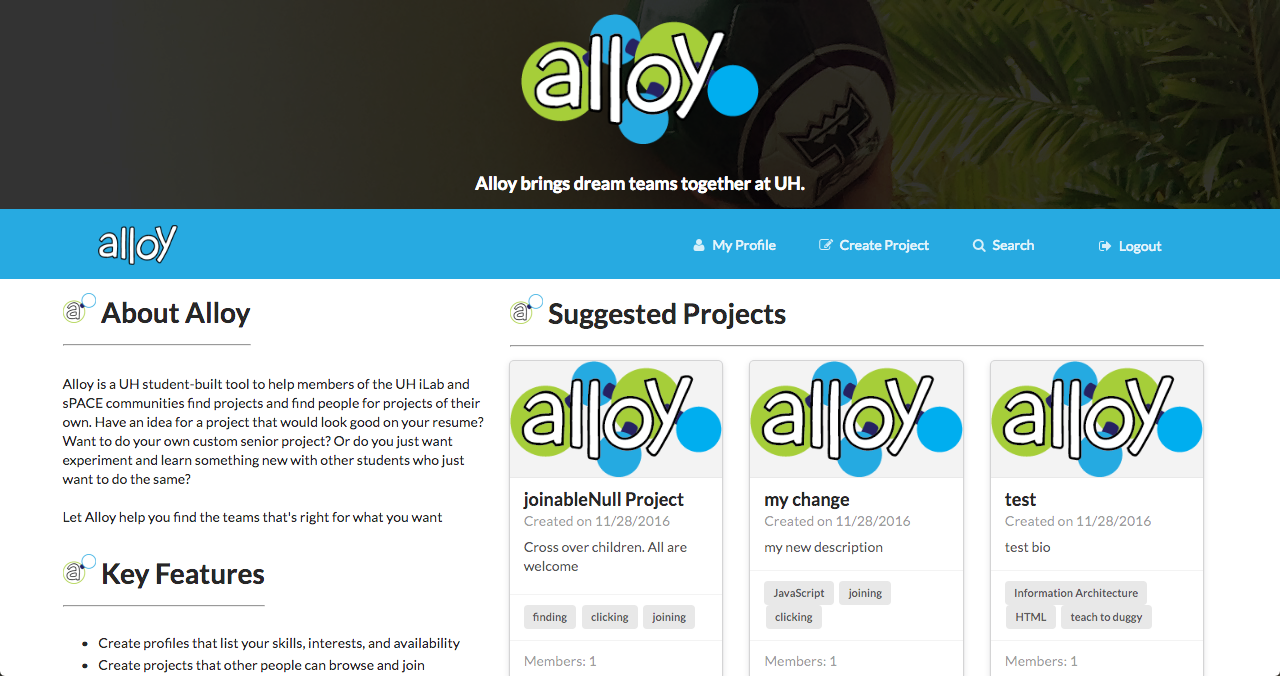 alloy
Alloy brings dream teams together at UH.
alloy
My Profile
Create Project
Search
Logout
a
About Alloy
Alloy is a UH student-built tool to help members of the UH iLab and
sPACE communities find projects and find people for projects of their
own. Have an idea for a project that would look good on your resume?
Want to do your own custom senior project? Or do you just want
experiment and learn something new with other students who just
want to do the same?
Let Alloy help you find the teams that's right for what you want
a
Key Features
Create profiles that list your skills, interests, and availability
Create projects that other people can browse and join
a
Suggested Projects
alloy
joinableNull Project
Created on 11/28/2016
Cross over children. All are
welcome
finding
clicking
joining
Members: 1
alloy
my change
Created on 11/28/2016
my new description
JavaScript
joining
clicking
Members: 1
alloy
test
Created on 11/28/2016
test bio
Information Architecture
HTML
teach to duggy
Members: 1